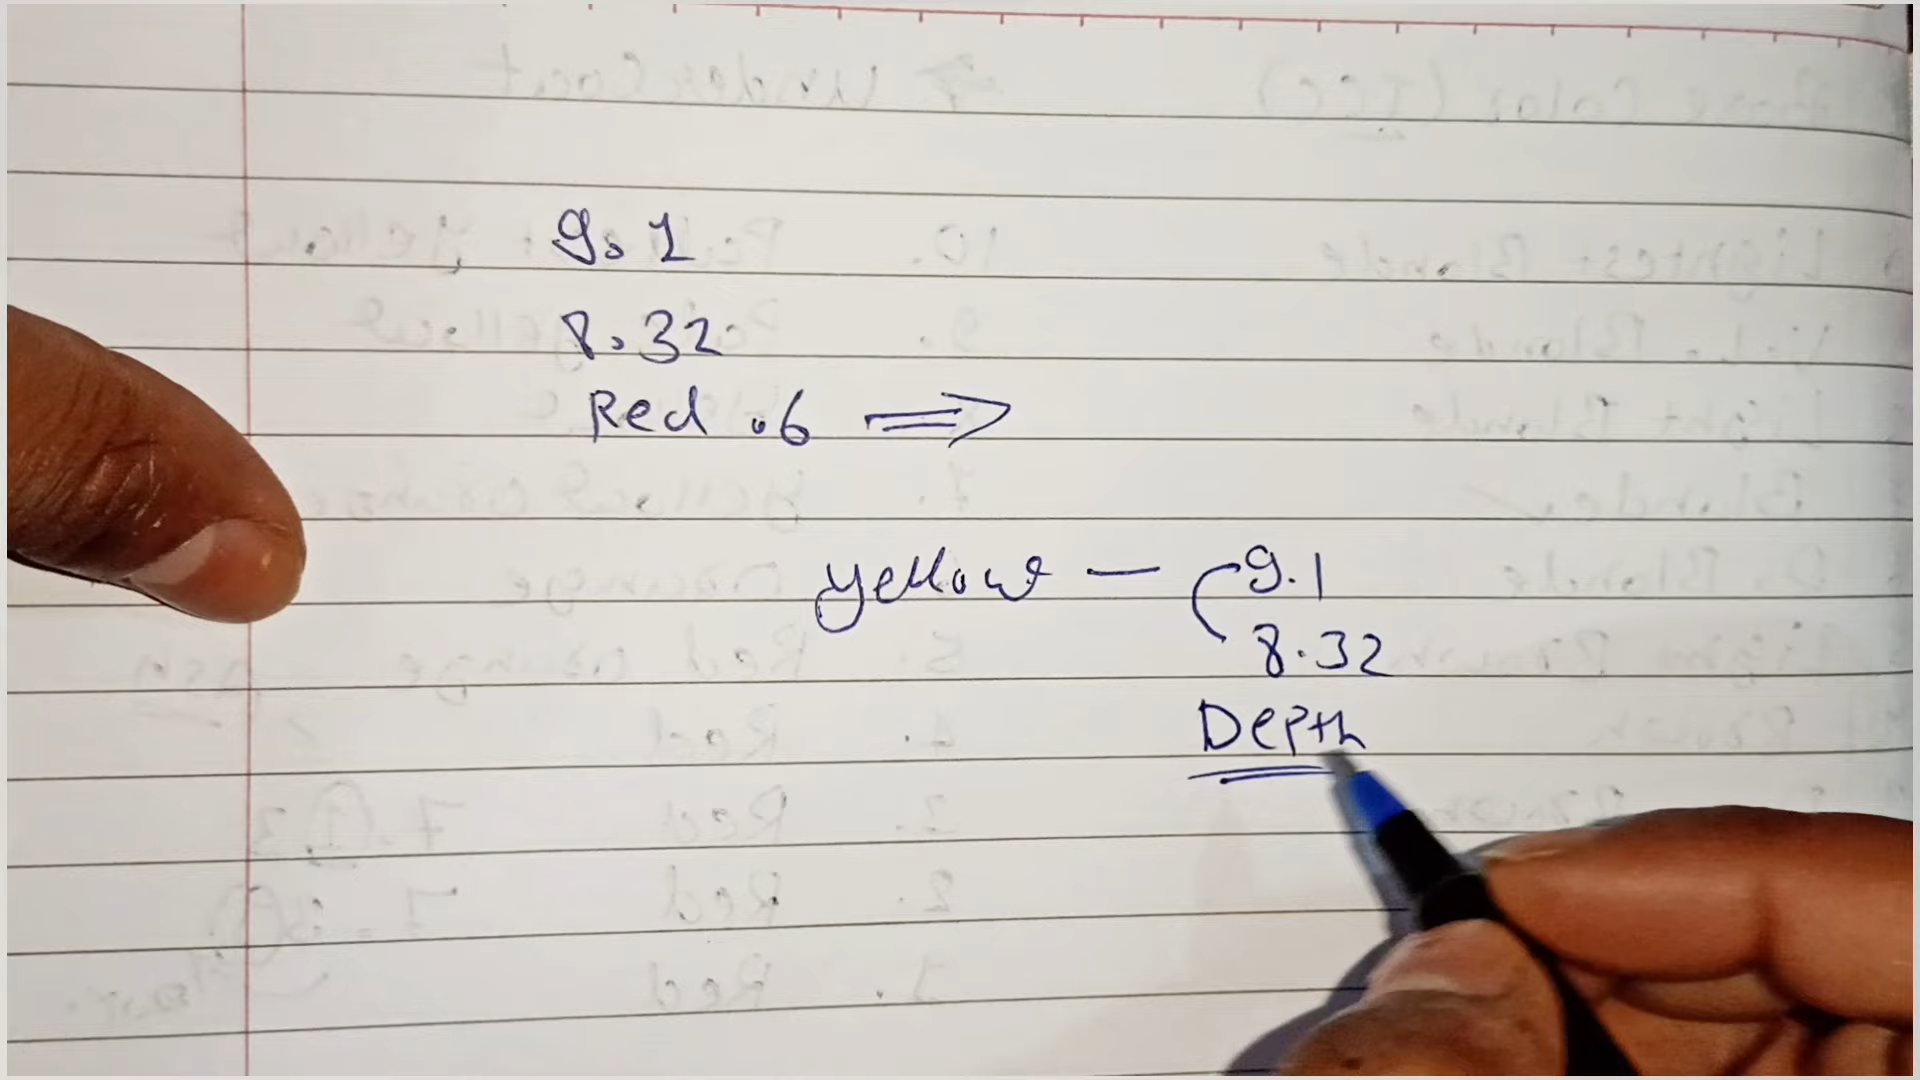 9.1
8.32
Red .6 ⇒
yellow — 9.1
8.32
Depth